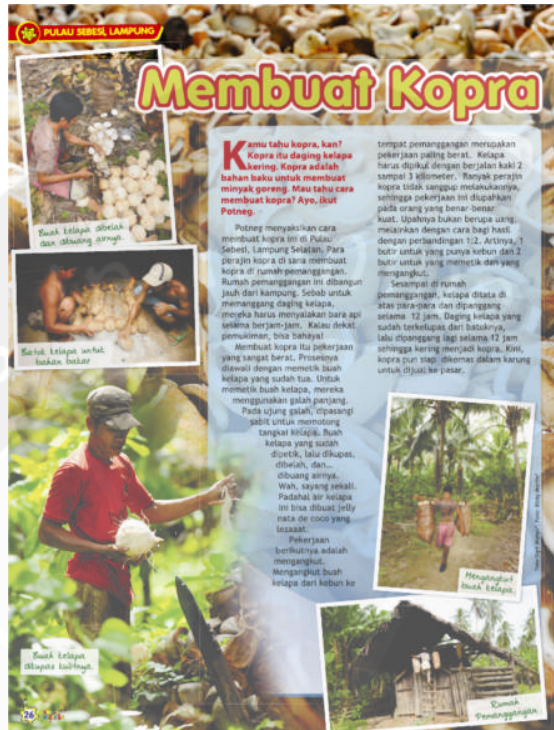 PULAU SEBESI, LAMPUNG
Membuat Kopra
Kamu tahu kopra, kan?
Kopra itu daging kelapa
kering. Kopra adalah
bahan baku untuk membuat
minyak goreng. Mau tahu cara
membuat kopra? Ayo, ikut
Potneg.
Potneg menyaksikan cara
membuat kopra ini di Pulau
Sebesi, Lampung Selatan. Para
perajin kopra di sana membuat
kopra di rumah pemanggangan.
Rumah pemanggangan ini dibangun
jauh dari kampung. Sebab untuk
memanggang daging kelapa,
mereka harus menyalakan bara api
selama berjam-jam. Kalau dekat
pemukiman, bisa bahaya!
Membuat kopra itu pekerjaan
yang sangat berat. Prosesnya
diawali dengan memetik buah
kelapa yang sudah tua. Untuk
memetik buah kelapa, mereka
menggunakan galah panjang.
Pada ujung galah, dipasangi
sabit untuk memotong
tangkai kelapa. Buah
kelapa yang sudah
dipetik, lalu dikupas,
dibelah, dan...
dibuang airnya.
Wah, sayang sekali.
Padahal air kelapa
ini bisa dibuat jelly
nata de coco yang
lezaaat.
Pekerjaan
berikutnya adalah
mengangkut.
Mengangkut buah
kelapa dari kebun ke
tempat pemanggangan merupakan
pekerjaan paling berat. Kelapa
harus dipikul dengan berjalan kaki 2
sampai 3 kilometer. Banyak perajin
kopra tidak sanggup melakukannya,
sehingga pekerjaan ini diupahkan
pada orang yang benar-benar
kuat. Upahnya bukan berupa uang,
melainkan dengan cara bagi hasil
dengan perbandingan 1:2. Artinya, 1
butir untuk yang punya kebun dan 2
butir untuk yang memetik dan yang
mengangkut.
Sesampai di rumah
pemanggangan, kelapa ditata di
atas para-para dan dipanggang
selama 12 jam. Daging kelapa yang
sudah terkelupas dari batoknya,
lalu dipanggang lagi selama 12 jam
sehingga kering menjadi kopra. Kini,
kopra pun siap dikemas dalam karung
untuk dijual ke pasar.
Buah kelapa dibelah
dan dibuang airnya.
Batok kelapa untuk
bahan bakar
Buah kelapa
dikupas kulitnya.
Mengangkut
buah kelapa.
Rumah
Pemanggangan
26